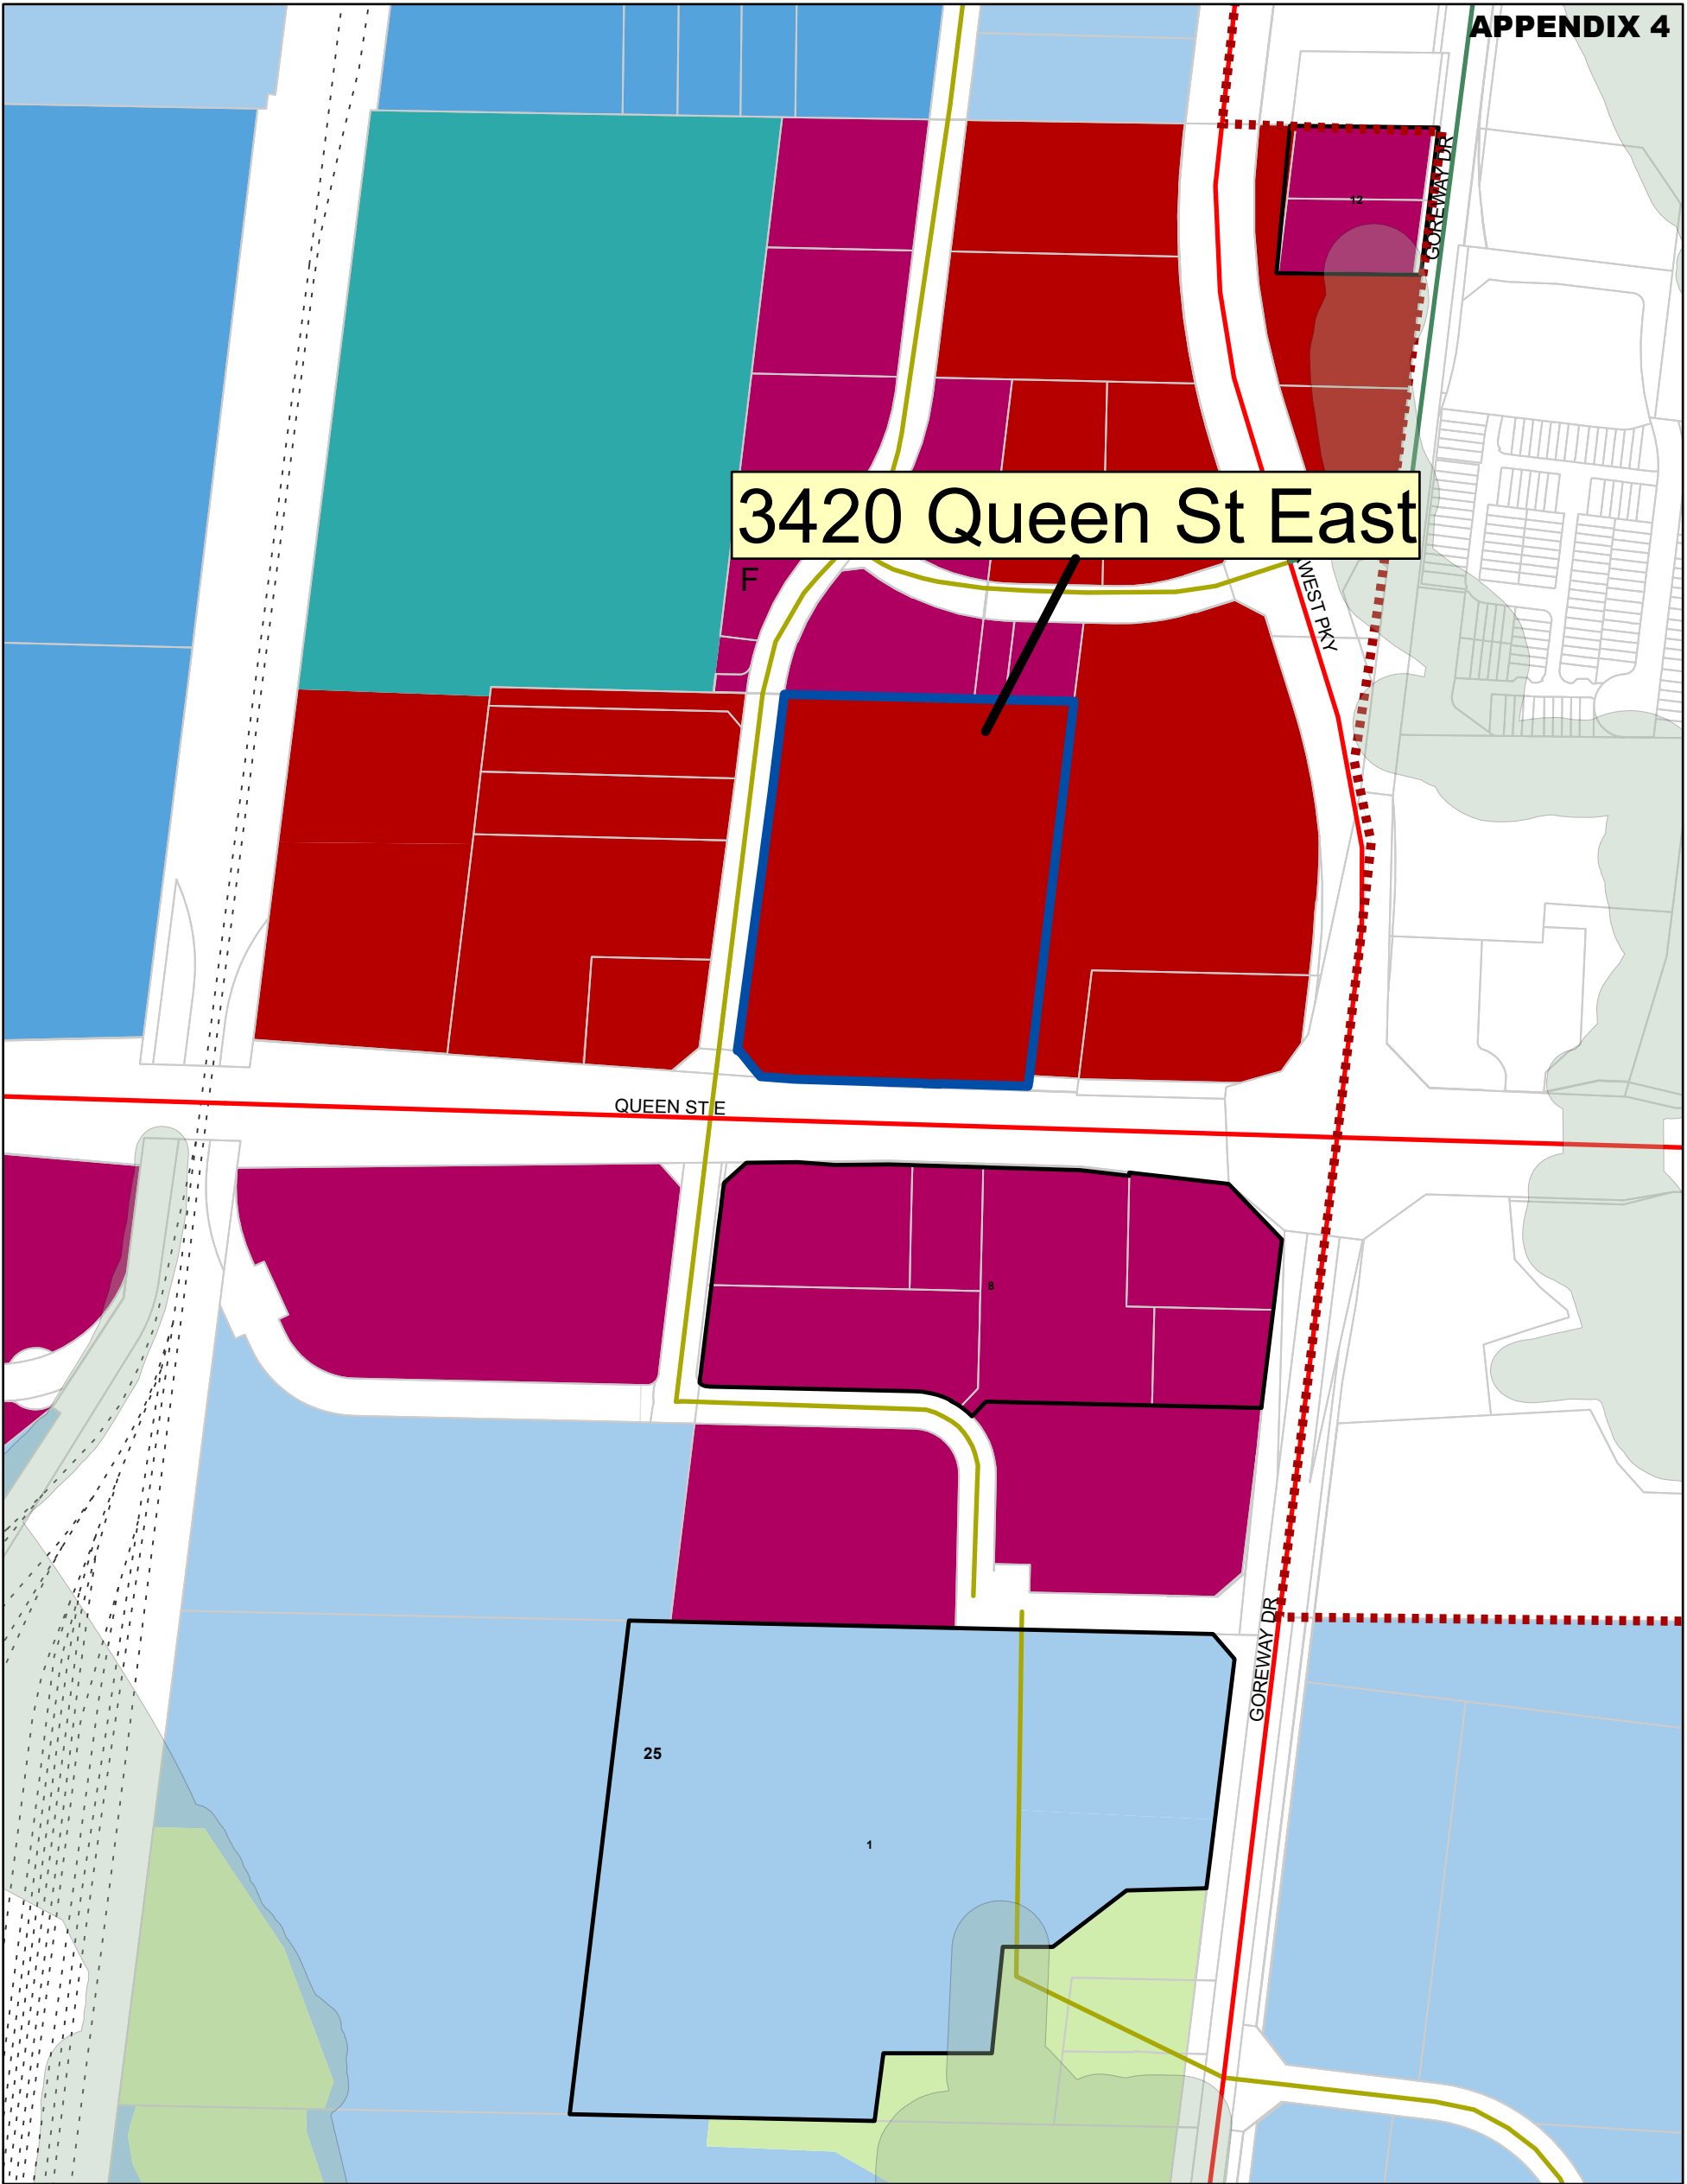 APPENDIX 4
GOREWAY DR
12
3420 Queen St East
F
WEST PKY
QUEEN ST E
8
GOREWAY DR
25
1